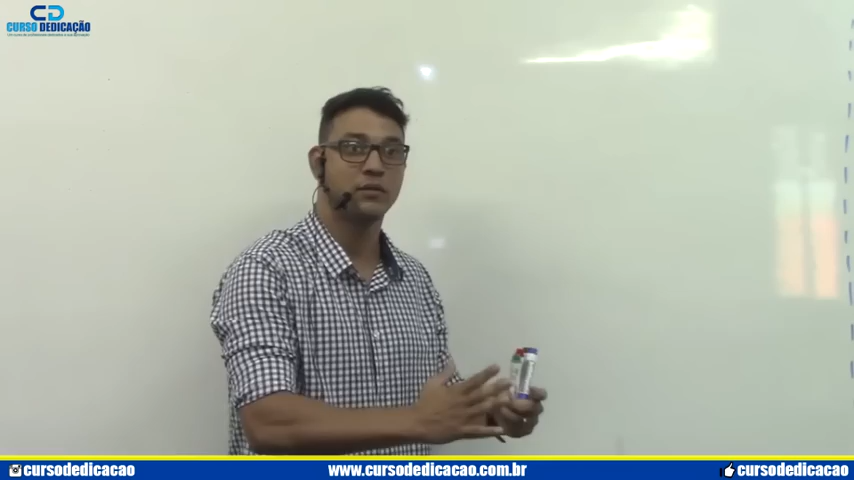 CD
CURSO DEDICAÇÃO
cursodedicacao
www.cursodedicacao.com.br
cursodedicacao